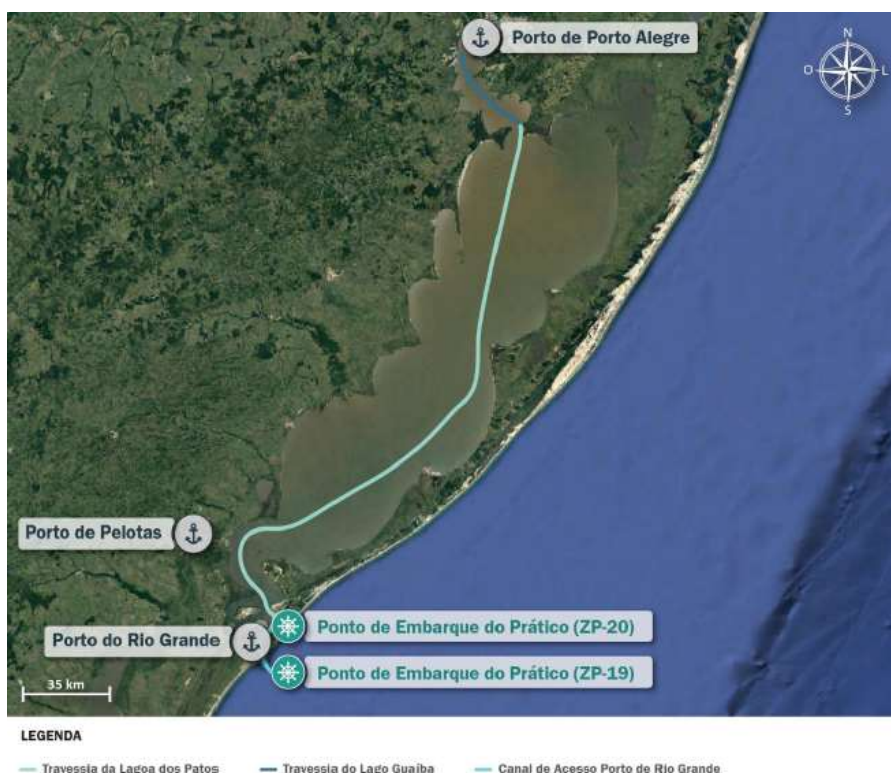 Porto de Porto Alegre
N
O
L
S
Porto de Pelotas
Ponto de Embarque do Prático (ZP-20)
Porto do Rio Grande
Ponto de Embarque do Prático (ZP-19)
35 km
LEGENDA
Travessia da Lagoa dos Patos Travessia do Lago Guaíba Canal de Acesso Porto de Rio Grande